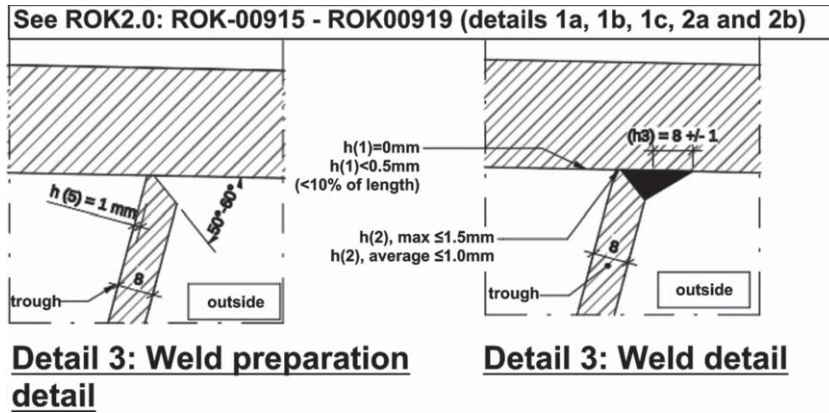 See ROK2.0: ROK-00915 - ROK00919 (details 1a, 1b, 1c, 2a and 2b)
h (5) = 1 mm
50°-60°
8
trough
outside
h(1)=0mm
h(1)<0.5mm
(<10% of length)
(h3) = 8 +/- 1
h(2), max ≤1.5mm
h(2), average ≤1.0mm
8
trough
outside
Detail 3: Weld preparation
detail
Detail 3: Weld detail